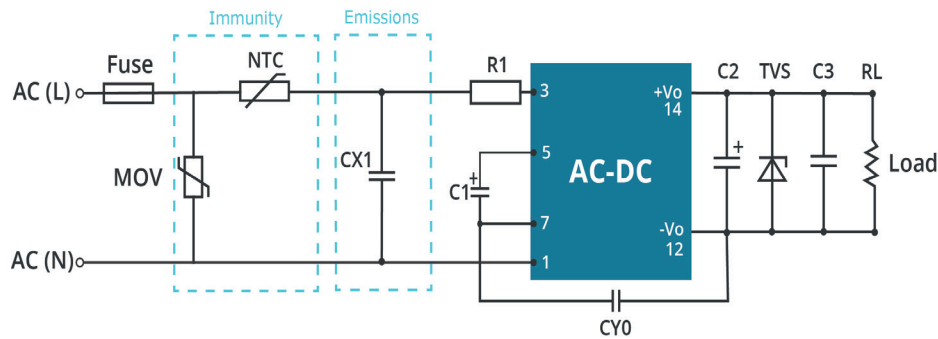 Immunity
Emissions
Fuse
NTC
R1
C2
TVS
C3
RL
AC (L)
3
+Vo
14
MOV
CX1
C1
+
5
AC-DC
+
Load
7
-Vo
12
AC (N)
1
CY0